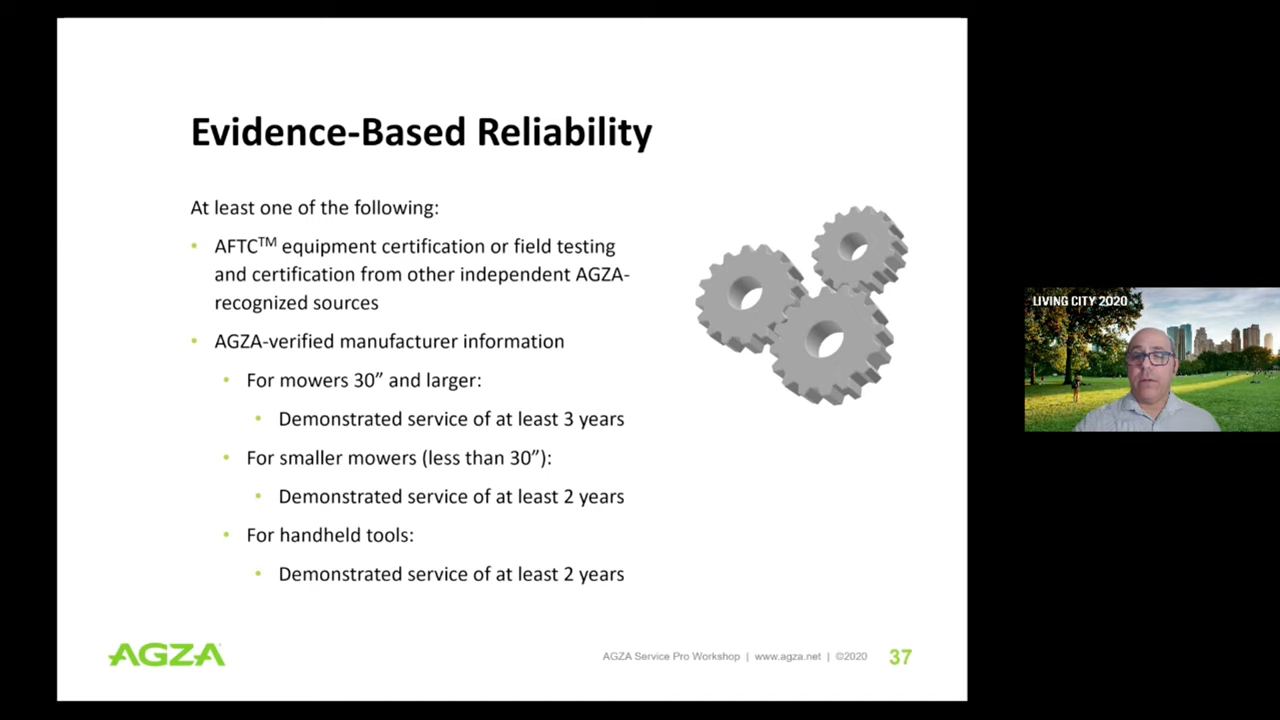 Evidence-Based Reliability
At least one of the following:
• AFTC™ equipment certification or field testing
and certification from other independent AGZA-
recognized sources
• AGZA-verified manufacturer information
• For mowers 30” and larger:
• Demonstrated service of at least 3 years
• For smaller mowers (less than 30”):
• Demonstrated service of at least 2 years
• For handheld tools:
• Demonstrated service of at least 2 years
AGZA
AGZA Service Pro Workshop | www.agza.net | ©2020 37
LIVING CITY 2020